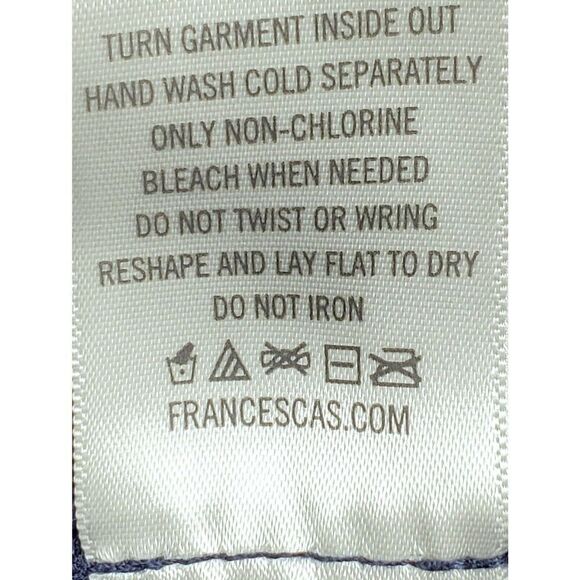 TURN GARMENT INSIDE OUT
HAND WASH COLD SEPARATELY
ONLY NON-CHLORINE
BLEACH WHEN NEEDED
DO NOT TWIST OR WRING
RESHAPE AND LAY FLAT TO DRY
DO NOT IRON
FRANCESCAS.COM